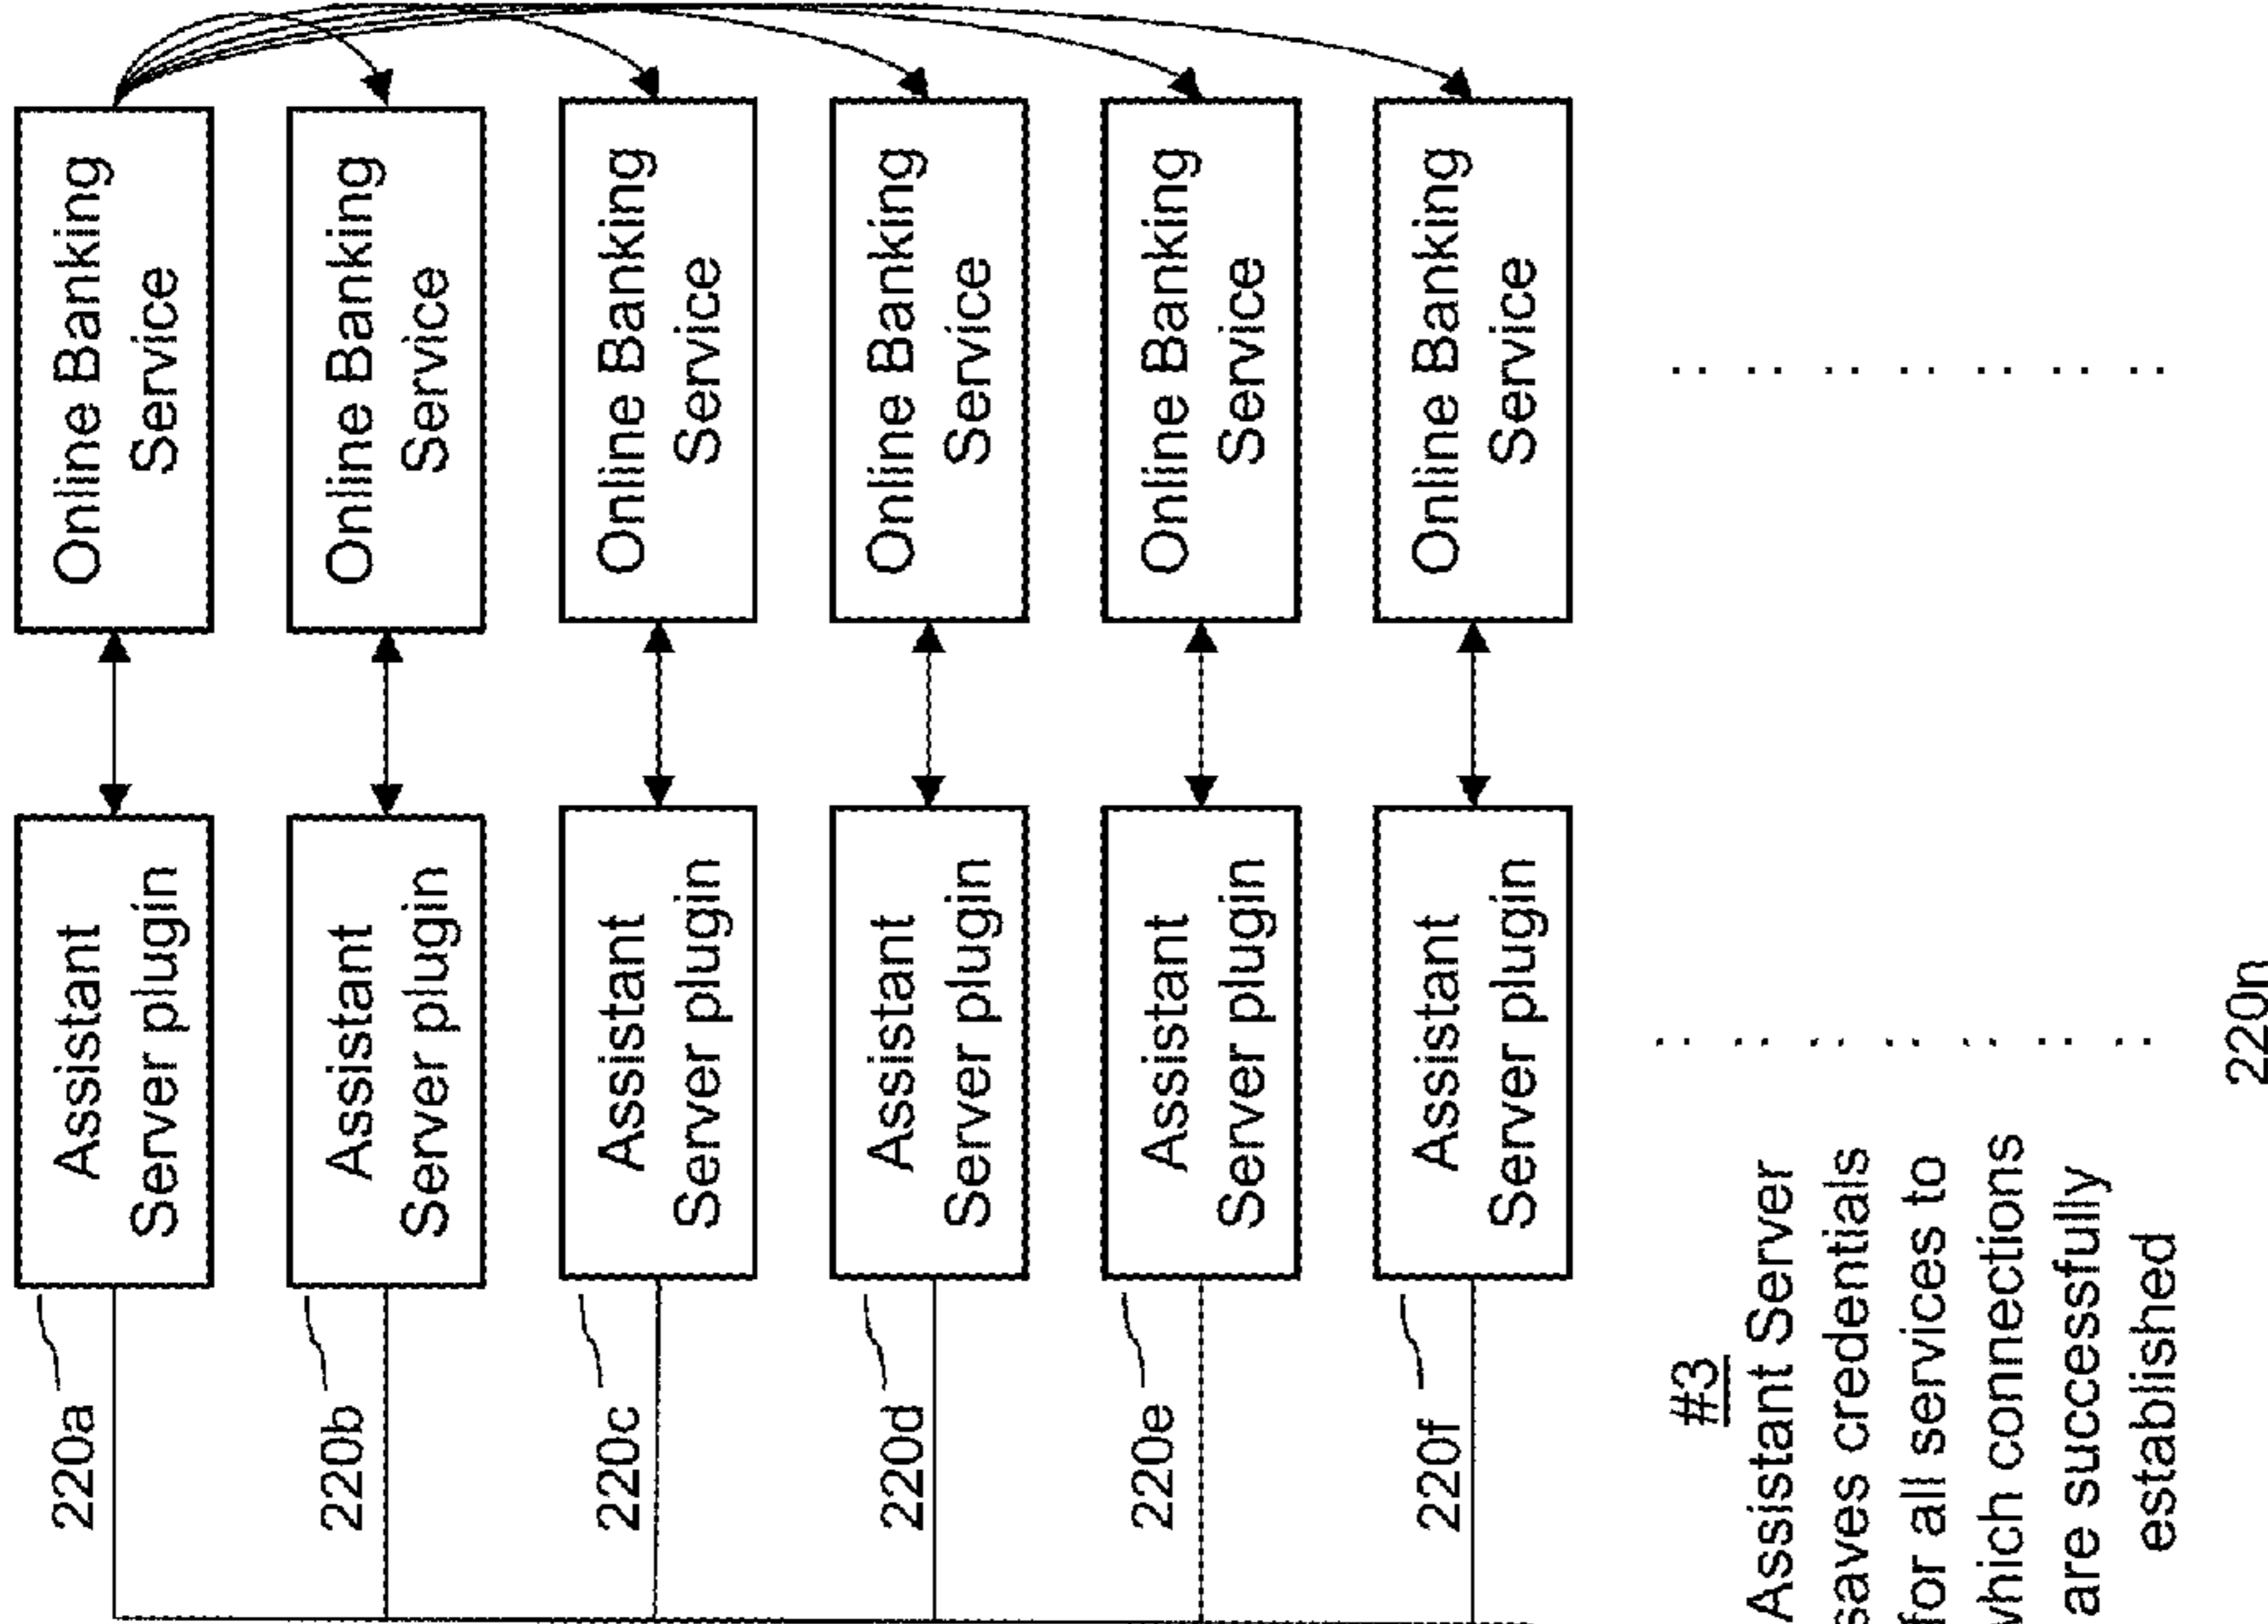 220a
Assistant
Server plugin
Online Banking
Service
220b
Assistant
Server plugin
Online Banking
Service
220c
Assistant
Server plugin
Online Banking
Service
220d
Assistant
Server plugin
Online Banking
Service
220e
Assistant
Server plugin
Online Banking
Service
220f
Assistant
Server plugin
Online Banking
Service
#3
Assistant Server
saves credentials
for all services to
which connections
are successfully
established
220n